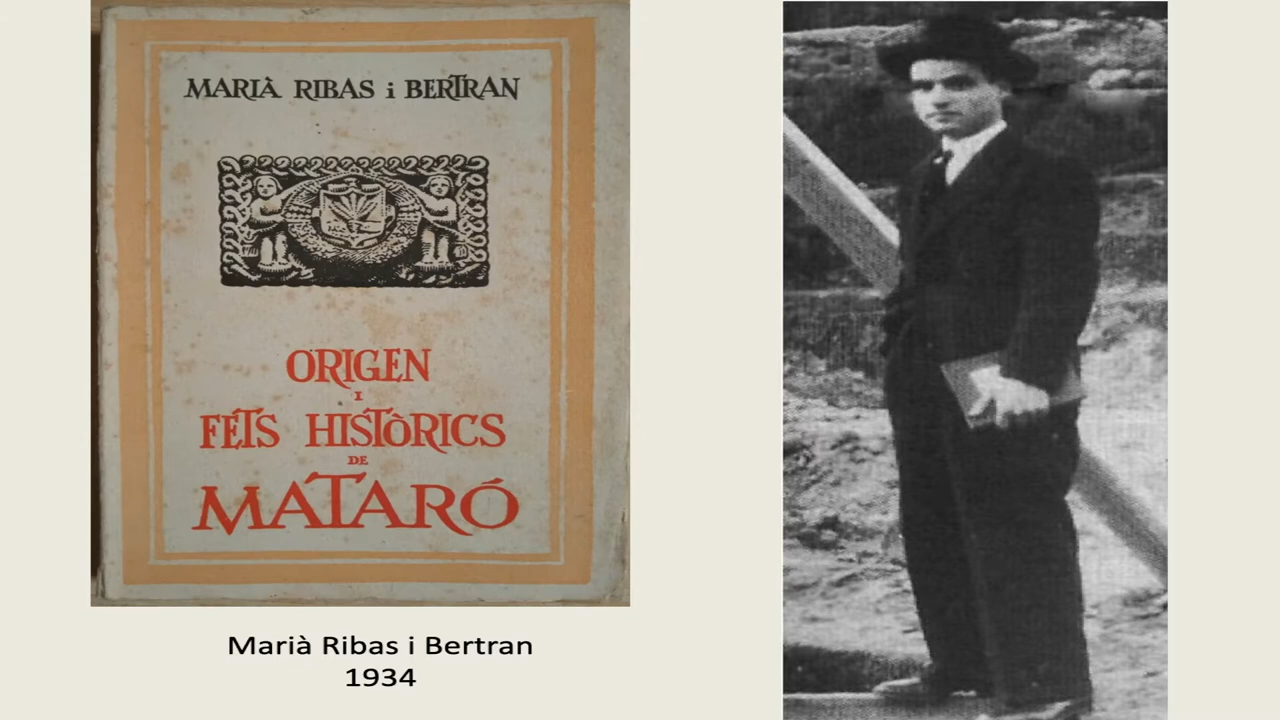 MARIÀ RIBAS i BERTRAN
ORIGEN
I
FETS HISTÒRICS
DE
MATARÓ
Marià Ribas i Bertran
1934